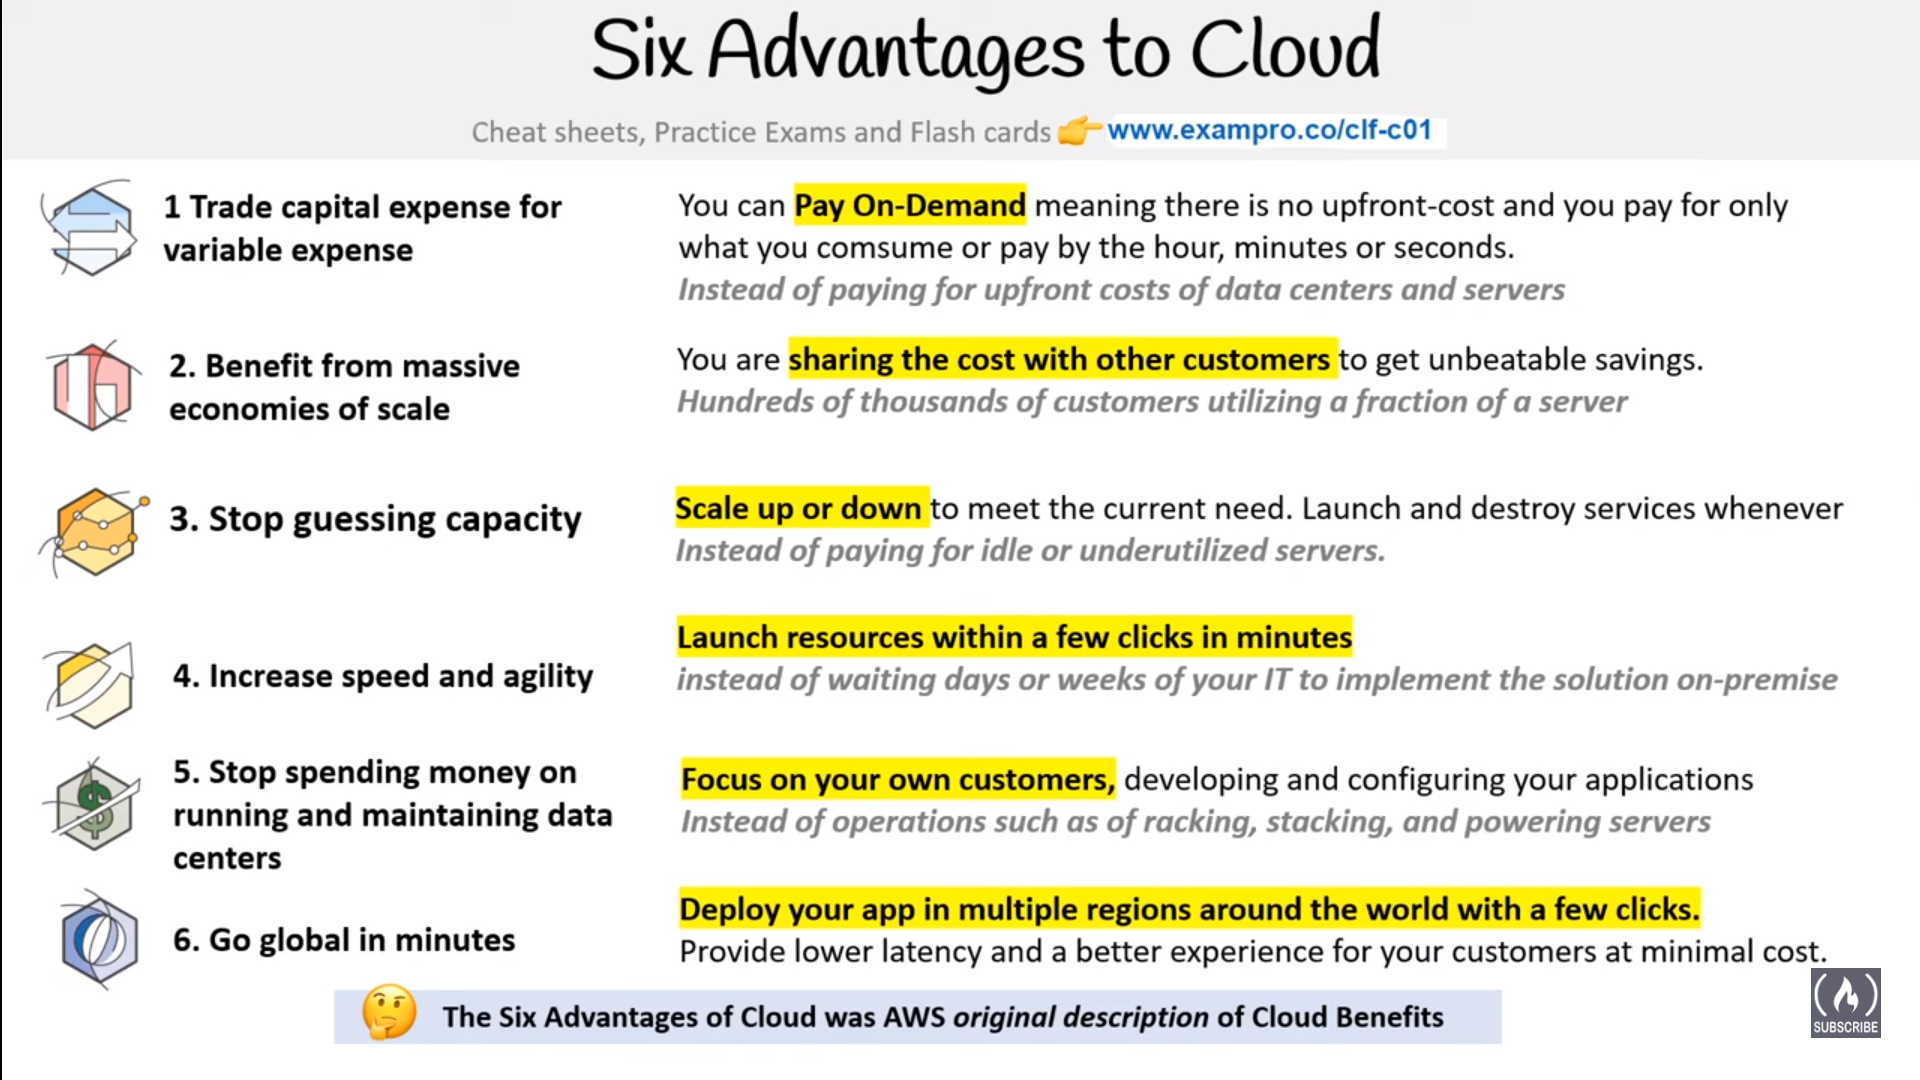 Six Advantages to Cloud
Cheat sheets, Practice Exams and Flash cards www.exampro.co/clf-c01
1 Trade capital expense for
variable expense
You can Pay On-Demand meaning there is no upfront-cost and you pay for only
what you comsume or pay by the hour, minutes or seconds.
Instead of paying for upfront costs of data centers and servers
2. Benefit from massive
economies of scale
You are sharing the cost with other customers to get unbeatable savings.
Hundreds of thousands of customers utilizing a fraction of a server
3. Stop guessing capacity
Scale up or down to meet the current need. Launch and destroy services whenever
Instead of paying for idle or underutilized servers.
4. Increase speed and agility
Launch resources within a few clicks in minutes
instead of waiting days or weeks of your IT to implement the solution on-premise
5. Stop spending money on
running and maintaining data
centers
Focus on your own customers, developing and configuring your applications
Instead of operations such as of racking, stacking, and powering servers
6. Go global in minutes
Deploy your app in multiple regions around the world with a few clicks.
Provide lower latency and a better experience for your customers at minimal cost.
The Six Advantages of Cloud was AWS original description of Cloud Benefits
SUBSCRIBE